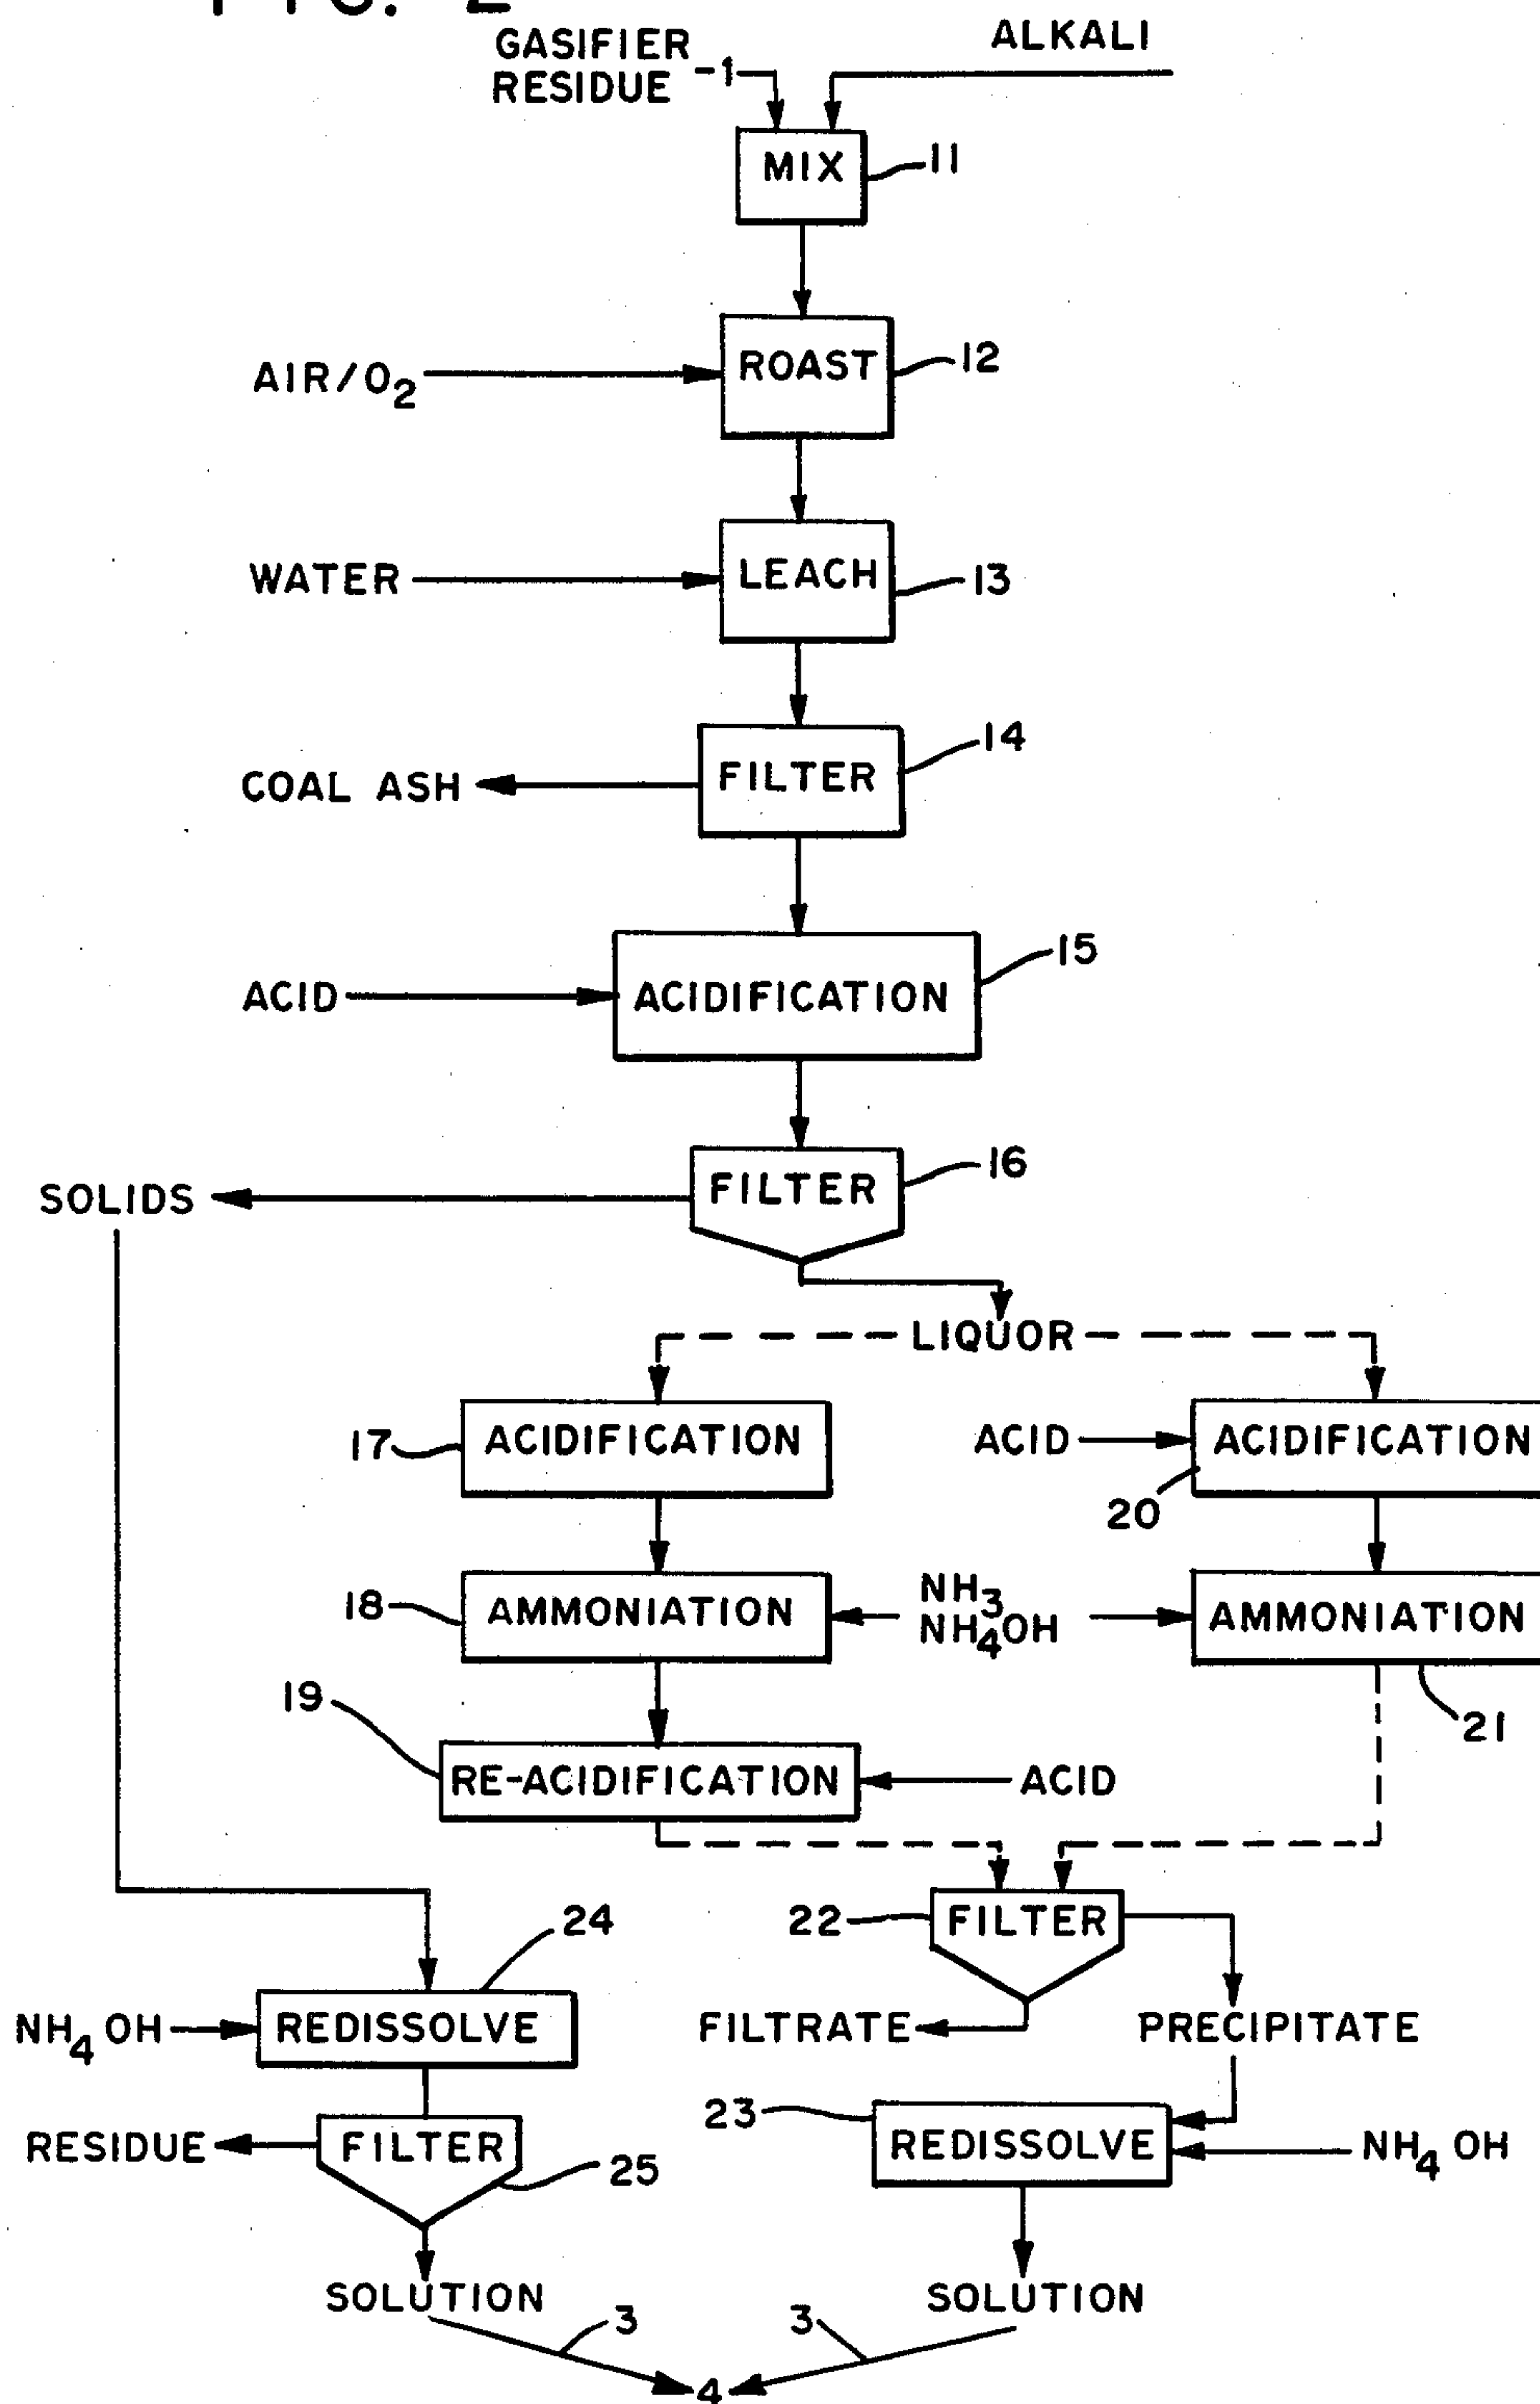 FIG. 2
GASIFIER
RESIDUE
1
ALKALI
MIX
11
AIR/O2
ROAST
12
WATER
LEACH
13
COAL ASH
FILTER
14
ACID
ACIDIFICATION
15
SOLIDS
FILTER
16
LIQUOR
17
ACIDIFICATION
ACID
ACIDIFICATION
20
18
AMMONIATION
NH3
NH4OH
AMMONIATION
21
19
RE-ACIDIFICATION
ACID
22
FILTER
24
NH4 OH
REDISSOLVE
FILTRATE
PRECIPITATE
23
REDISSOLVE
NH4 OH
RESIDUE
FILTER
25
SOLUTION
SOLUTION
3
3
4